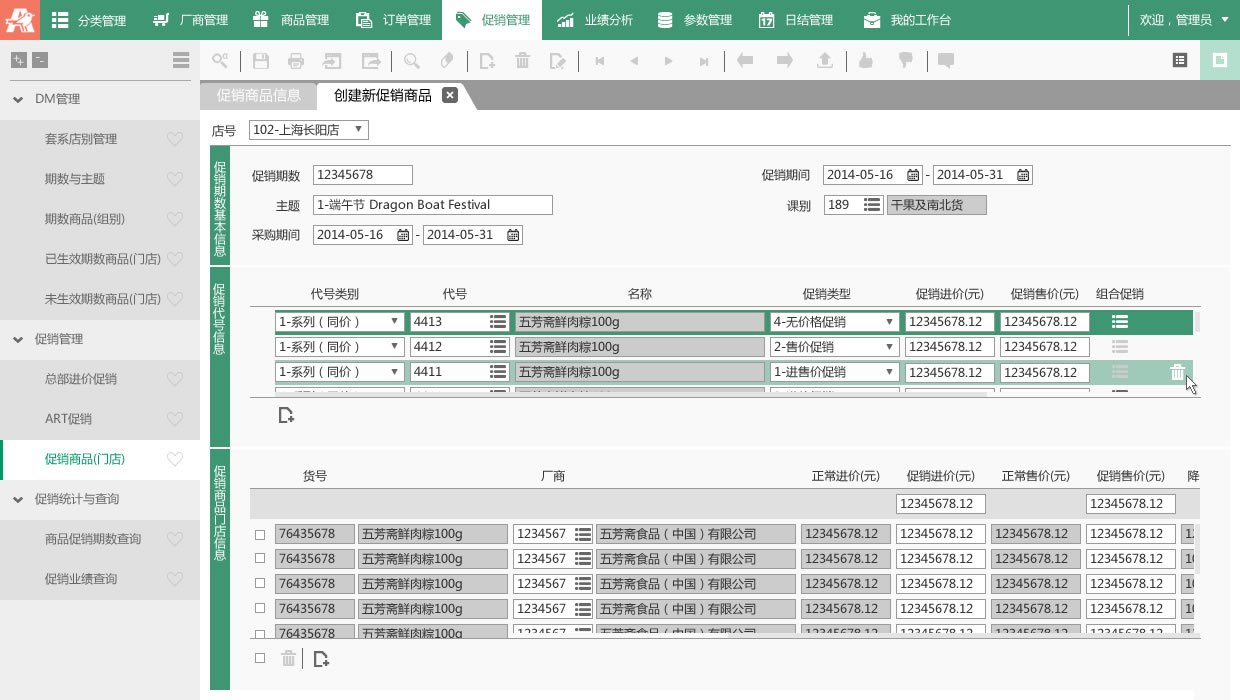 分类管理 厂商管理 商品管理 订单管理 促销管理 业绩分析 参数管理 日结管理 我的工作台 欢迎，管理员
DM管理
套系店别管理
期数与主题
期数商品(组别)
已生效期数商品(门店)
未生效期数商品(门店)
促销管理
总部进价促销
ART促销
促销商品(门店)
促销统计与查询
商品促销期数查询
促销业绩查询
促销商品信息 创建新促销商品
店号 102-上海长阳店
促销期数基本信息
促销期数 12345678 促销期间 2014-05-16 - 2014-05-31
主题 1-端午节 Dragon Boat Festival 课别 189 干果及南北货
采购期间 2014-05-16 - 2014-05-31
促销代号信息
代号类别 代号 名称 促销类型 促销进价(元) 促销售价(元) 组合促销
1-系列（同价） 4413 五芳斋鲜肉粽100g 4-无价格促销 12345678.12 12345678.12
1-系列（同价） 4412 五芳斋鲜肉粽100g 2-售价促销 12345678.12 12345678.12
1-系列（同价） 4411 五芳斋鲜肉粽100g 1-进售价促销 12345678.12 12345678.12
促销商品门店信息
货号 厂商 正常进价(元) 促销进价(元) 正常售价(元) 促销售价(元) 降
12345678.12 12345678.12
76435678 五芳斋鲜肉粽100g 1234567 五芳斋食品（中国）有限公司 12345678.12 12345678.12 12345678.12 12345678.12
76435678 五芳斋鲜肉粽100g 1234567 五芳斋食品（中国）有限公司 12345678.12 12345678.12 12345678.12 12345678.12
76435678 五芳斋鲜肉粽100g 1234567 五芳斋食品（中国）有限公司 12345678.12 12345678.12 12345678.12 12345678.12
76435678 五芳斋鲜肉粽100g 1234567 五芳斋食品（中国）有限公司 12345678.12 12345678.12 12345678.12 12345678.12
76435678 五芳斋鲜肉粽100g 1234567 五芳斋食品（中国）有限公司 12345678.12 12345678.12 12345678.12 12345678.12